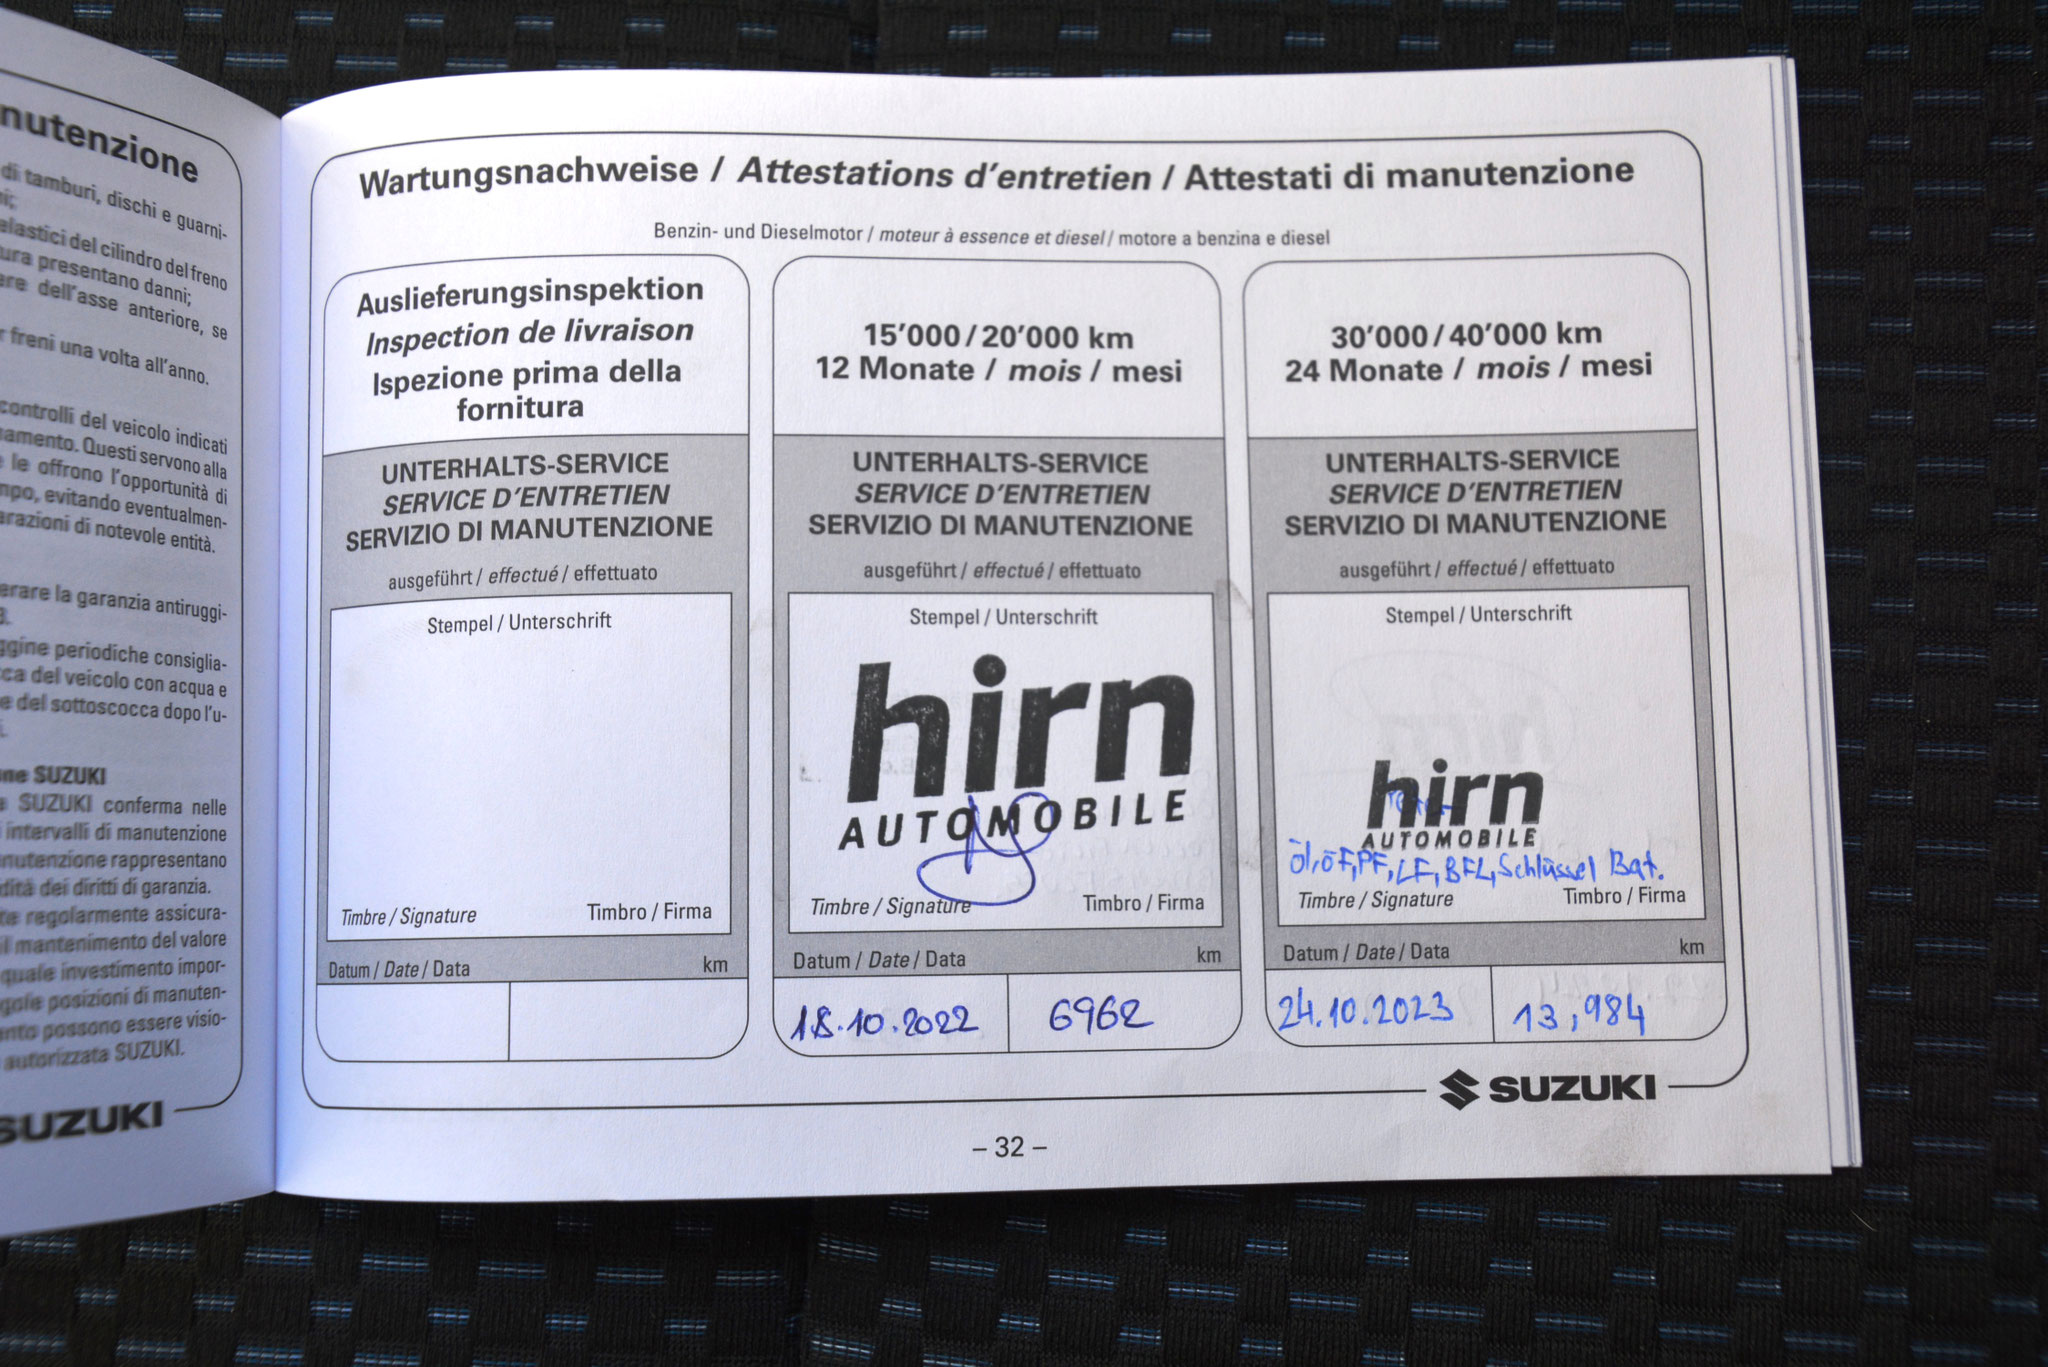 nutenzione
di tamburi, dischi e guarni-
ni;
elastici del cilindro del freno
ura presentano danni;
ere dell'asse anteriore, se
r freni una volta all'anno.
controlli del veicolo indicati
namento. Questi servono alla
e le offrono l'opportunità di
mpo, evitando eventualmen-
arazioni di notevole entità.
erare la garanzia antiruggi-
3.
ggine periodiche consiglia-
cca del veicolo con acqua e
e del sottoscocca dopo l'u-
ne SUZUKI
e SUZUKI conferma nelle
i intervalli di manutenzione
nutenzione rappresentano
dità dei diritti di garanzia.
te regolarmente assicura-
il mantenimento del valore
quale investimento impor-
gole posizioni di manuten-
nto possono essere visio-
autorizzata SUZUKI.
SUZUKI
Wartungsnachweise / Attestations d'entretien / Attestati di manutenzione
Benzin- und Dieselmotor / moteur à essence et diesel / motore a benzina e diesel
Auslieferungsinspektion
Inspection de livraison
Ispezione prima della
fornitura
UNTERHALTS-SERVICE
SERVICE D'ENTRETIEN
SERVIZIO DI MANUTENZIONE
ausgeführt / effectué / effettuato
Stempel / Unterschrift
Timbre / Signature Timbro / Firma
Datum / Date / Data km
15'000 / 20'000 km
12 Monate / mois / mesi
UNTERHALTS-SERVICE
SERVICE D'ENTRETIEN
SERVIZIO DI MANUTENZIONE
ausgeführt / effectué / effettuato
Stempel / Unterschrift
hirn
AUTOMOBILE
Timbre / Signature Timbro / Firma
Datum / Date / Data km
18.10.2022 6962
30'000 / 40'000 km
24 Monate / mois / mesi
UNTERHALTS-SERVICE
SERVICE D'ENTRETIEN
SERVIZIO DI MANUTENZIONE
ausgeführt / effectué / effettuato
Stempel / Unterschrift
hirn
AUTOMOBILE
Öl, ÖF, PF, LF, BFL, Schlüssel Bat.
Timbre / Signature Timbro / Firma
Datum / Date / Data km
24.10.2023 13,984
SUZUKI
– 32 –